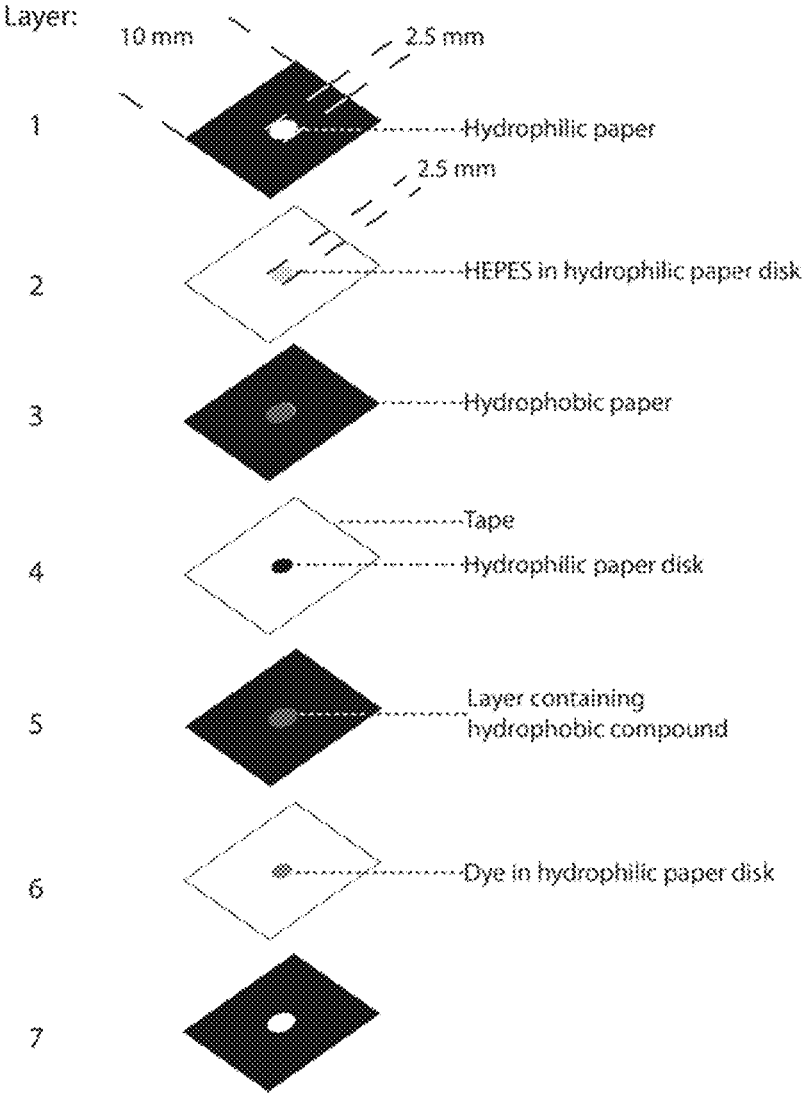 Layer:
10 mm
2.5 mm
1
Hydrophilic paper
2.5 mm
2
HEPES in hydrophilic paper disk
3
Hydrophobic paper
Tape
4
Hydrophilic paper disk
5
Layer containing
hydrophobic compound
6
Dye in hydrophilic paper disk
7